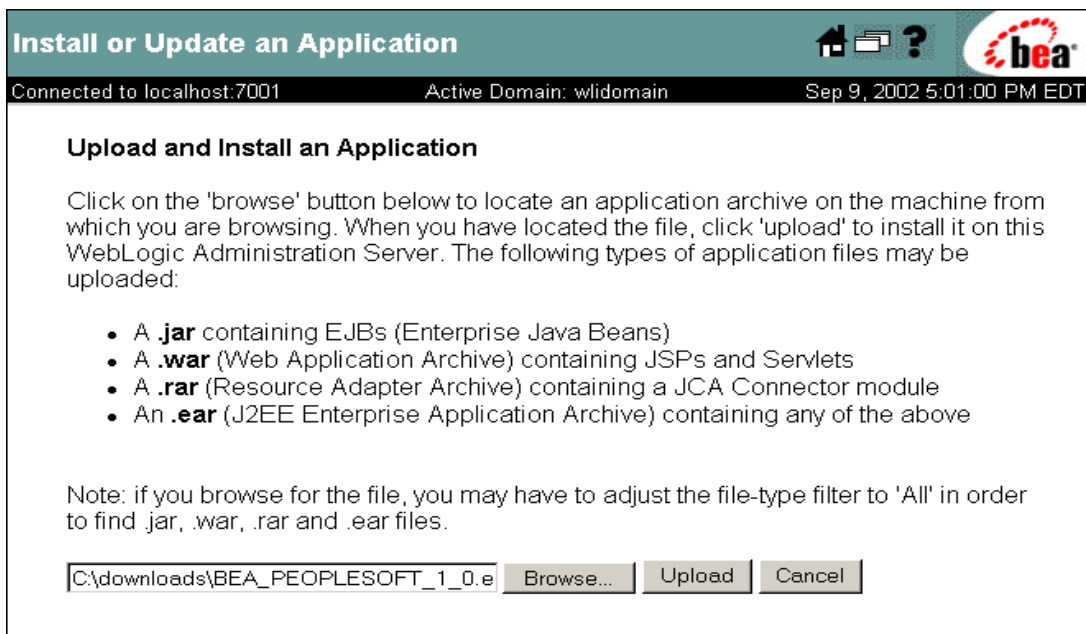 Install or Update an Application
?
bea
Connected to localhost:7001 Active Domain: wlidomain Sep 9, 2002 5:01:00 PM EDT
Upload and Install an Application
Click on the 'browse' button below to locate an application archive on the machine from
which you are browsing. When you have located the file, click 'upload' to install it on this
WebLogic Administration Server. The following types of application files may be
uploaded:
• A .jar containing EJBs (Enterprise Java Beans)
• A .war (Web Application Archive) containing JSPs and Servlets
• A .rar (Resource Adapter Archive) containing a JCA Connector module
• An .ear (J2EE Enterprise Application Archive) containing any of the above
Note: if you browse for the file, you may have to adjust the file-type filter to 'All' in order
to find .jar, .war, .rar and .ear files.
C:\downloads\BEA_PEOPLESOFT_1_0.e Browse... Upload Cancel